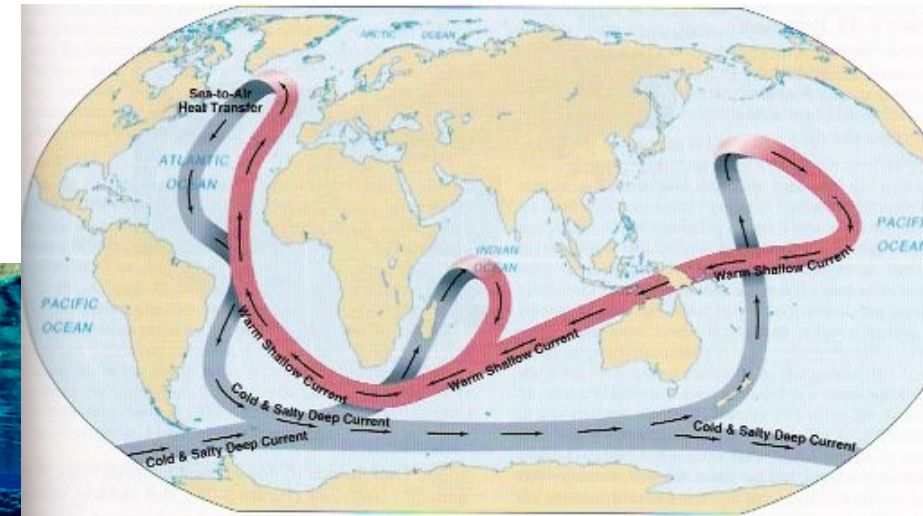 ARCTIC OCEAN
Sea-to-Air
Heat Transfer
ATLANTIC
OCEAN
INDIAN
OCEAN
PACIFIC
OCEAN
PACIFIC
OCEAN
Warm Shallow Current
Warm Shallow Current
Warm Shallow Current
Cold & Salty Deep Current
Cold & Salty Deep Current
Cold & Salty Deep Current